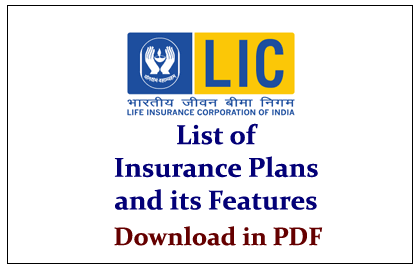 LIC
भारतीय जीवन बीमा निगम
LIFE INSURANCE CORPORATION OF INDIA
List of
Insurance Plans
and its Features
Download in PDF